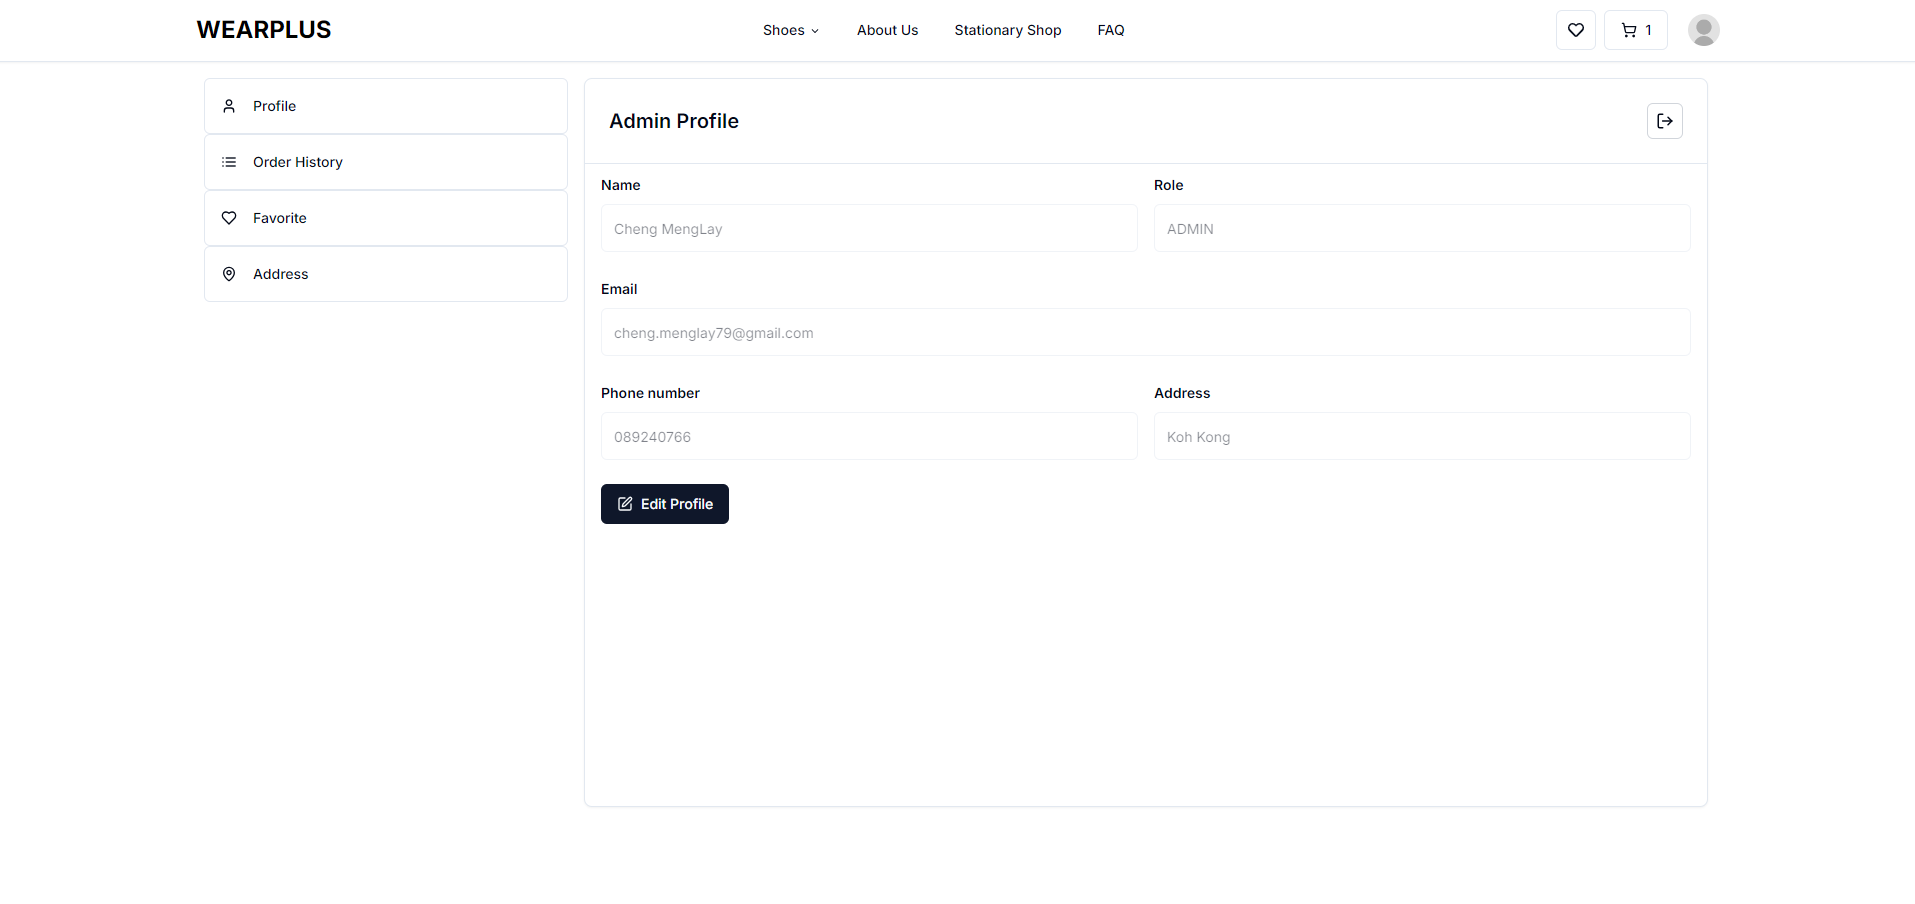 WEARPLUS
Shoes
About Us
Stationary Shop
FAQ
1
Profile
Order History
Favorite
Address
Admin Profile
Name
Role
Cheng MengLay
ADMIN
Email
cheng.menglay79@gmail.com
Phone number
Address
089240766
Koh Kong
Edit Profile